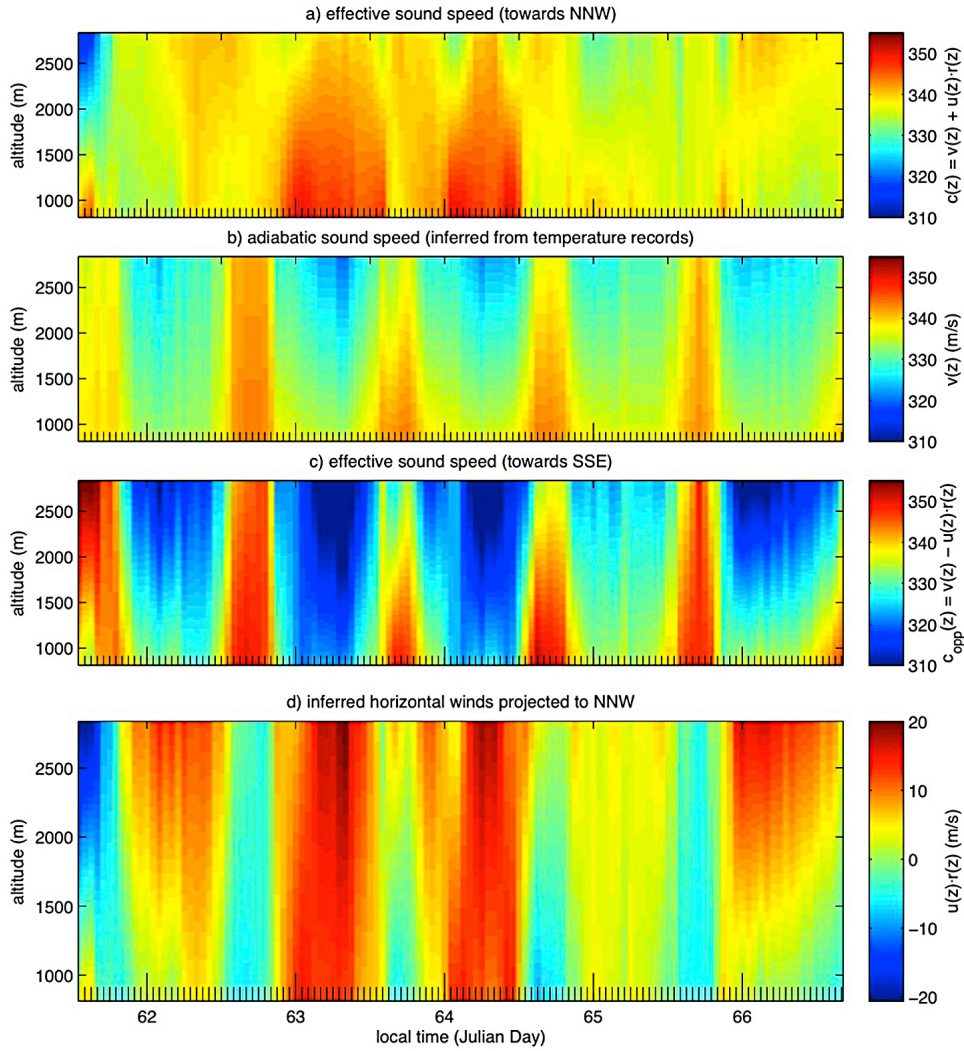 a) effective sound speed (towards NNW)
altitude (m)
2500
2000
1500
1000
350
340
330
320
310
c(z) = v(z) + u(z)·r(z)
b) adiabatic sound speed (inferred from temperature records)
altitude (m)
2500
2000
1500
1000
350
340
330
320
310
v(z) (m/s)
c) effective sound speed (towards SSE)
altitude (m)
2500
2000
1500
1000
350
340
330
320
310
c_opp(z) = v(z) − u(z)·r(z)
d) inferred horizontal winds projected to NNW
altitude (m)
2500
2000
1500
1000
20
10
0
−10
−20
u(z)·r(z) (m/s)
62 63 64 65 66
local time (Julian Day)